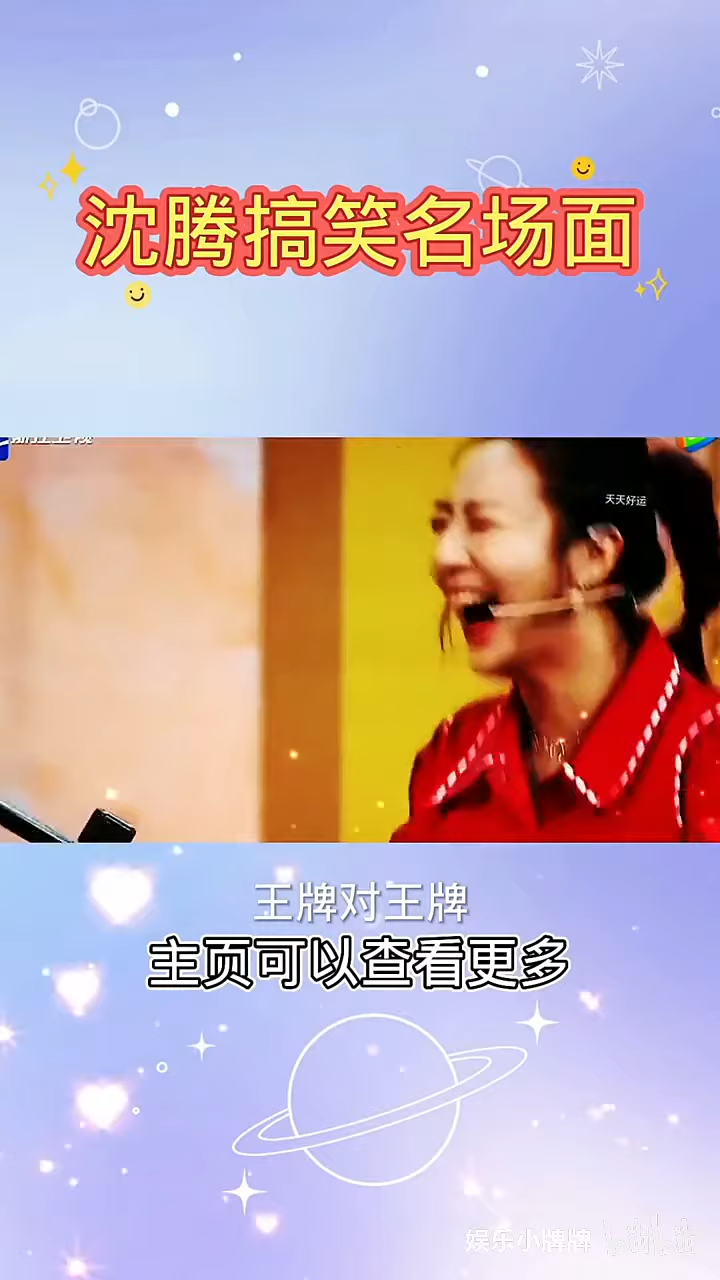 沈腾搞笑名场面
天天好运
王牌对王牌
主页可以查看更多
娱乐小牌牌